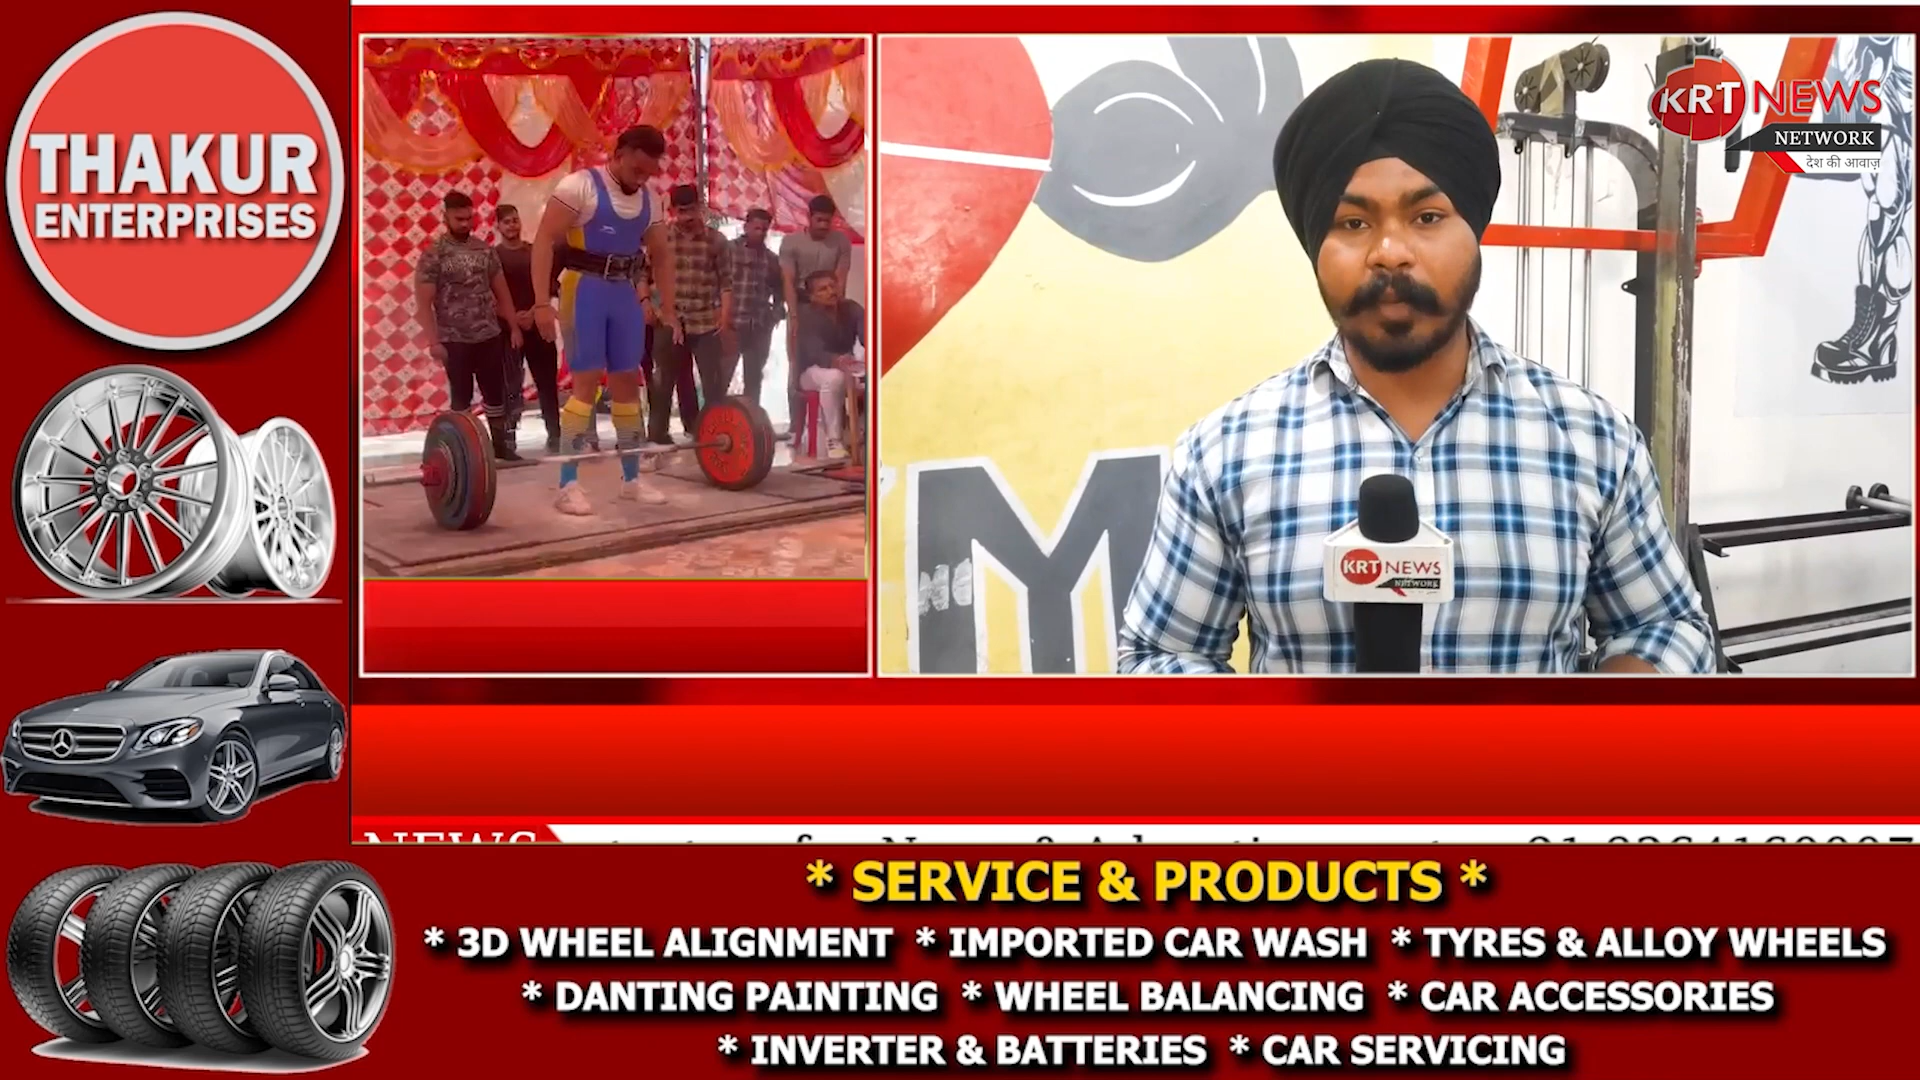 THAKUR
ENTERPRISES
KRT NEWS
NETWORK
देश की आवाज़
KRT NEWS
NETWORK
* SERVICE & PRODUCTS *
* 3D WHEEL ALIGNMENT * IMPORTED CAR WASH * TYRES & ALLOY WHEELS
* DANTING PAINTING * WHEEL BALANCING * CAR ACCESSORIES
* INVERTER & BATTERIES * CAR SERVICING